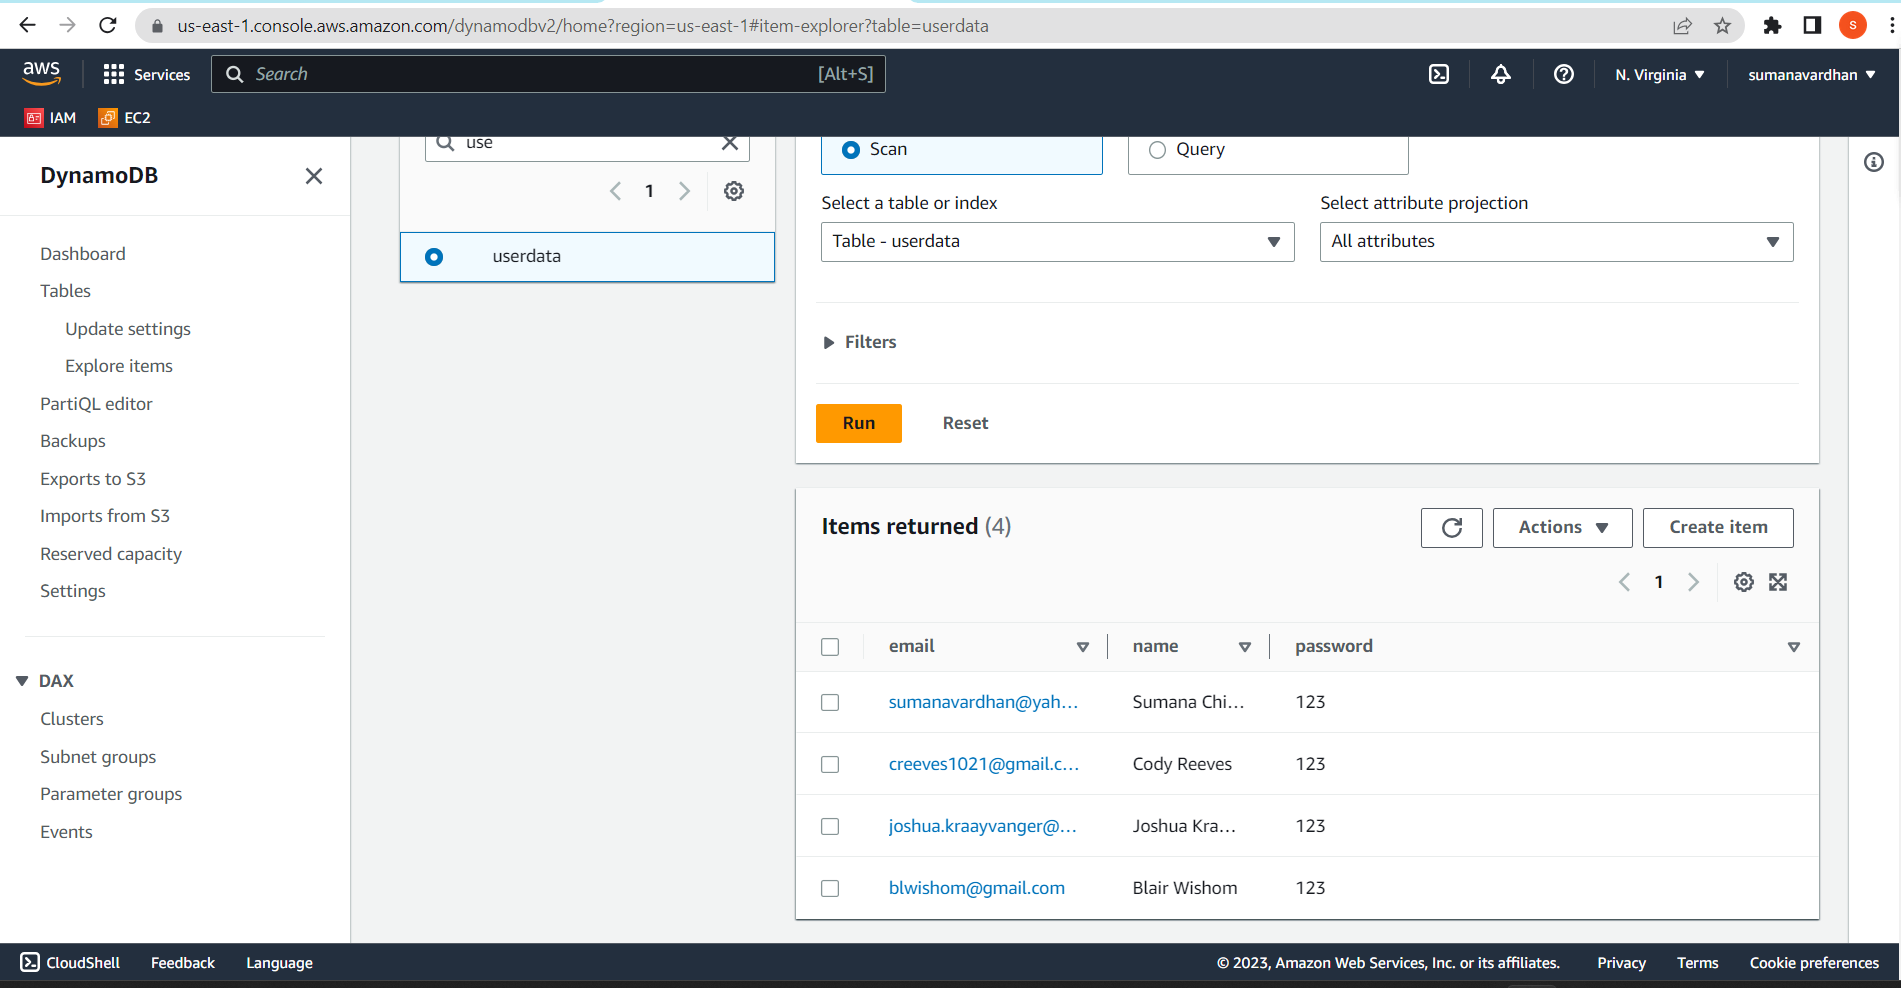 us-east-1.console.aws.amazon.com/dynamodbv2/home?region=us-east-1#item-explorer?table=userdata
S
aws
Services
Search
[Alt+S]
N. Virginia
sumanavardhan
IAM
EC2
DynamoDB
Dashboard
Tables
Update settings
Explore items
PartiQL editor
Backups
Exports to S3
Imports from S3
Reserved capacity
Settings
DAX
Clusters
Subnet groups
Parameter groups
Events
use
1
userdata
Scan
Query
Select a table or index
Select attribute projection
Table - userdata
All attributes
Filters
Run
Reset
Items returned (4)
Actions
Create item
1
email name password
sumanavardhan@yah... Sumana Chi... 123
creeves1021@gmail.c... Cody Reeves 123
joshua.kraayvanger@... Joshua Kra... 123
blwishom@gmail.com Blair Wishom 123
CloudShell
Feedback
Language
© 2023, Amazon Web Services, Inc. or its affiliates.
Privacy
Terms
Cookie preferences